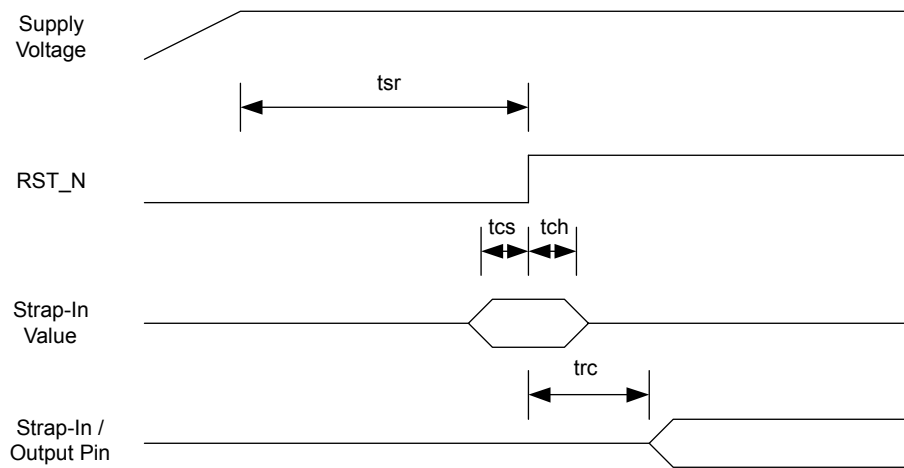 Supply
Voltage
tsr
RST_N
tcs
tch
Strap-In
Value
trc
Strap-In /
Output Pin